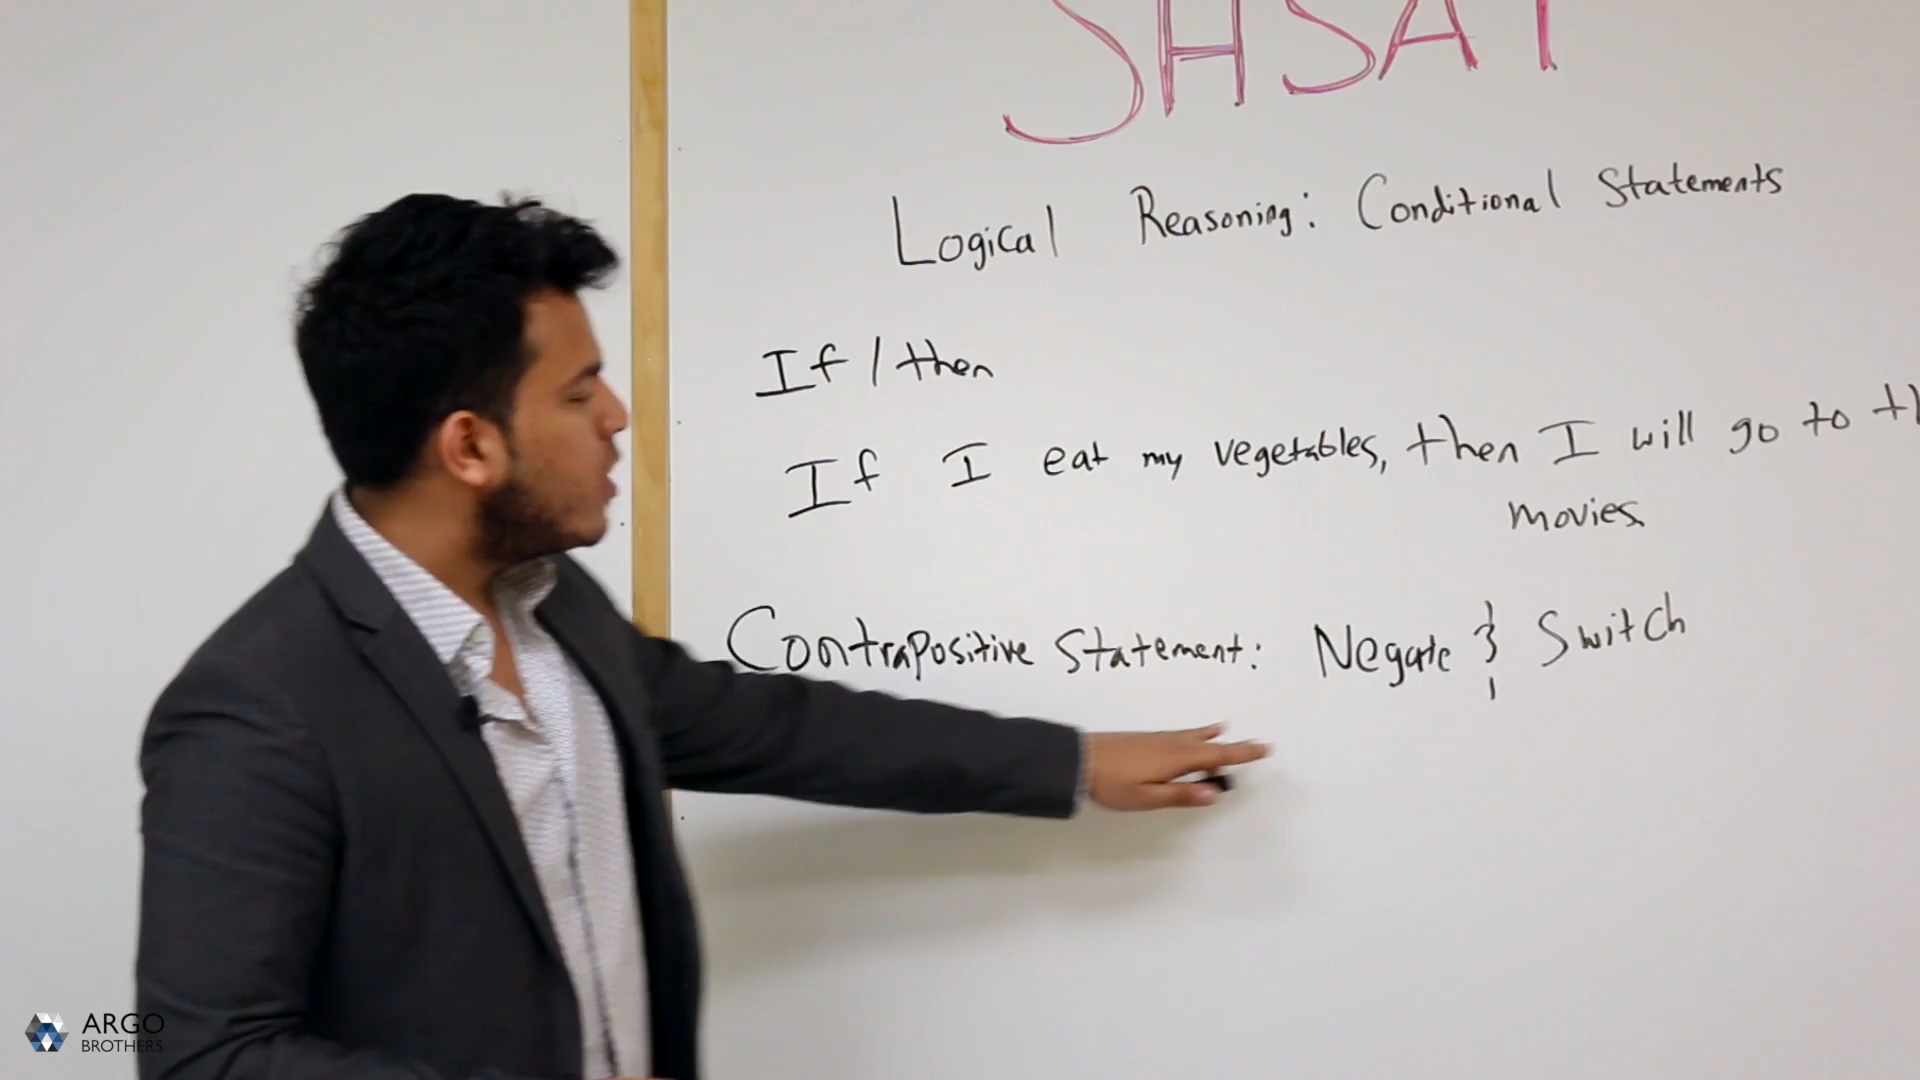 SHSAT
Logical Reasoning: Conditional Statements
If / then
If I eat my vegetables, then I will go to th
movies.
Contrapositive Statement: Negate & Switch
ARGO
BROTHERS